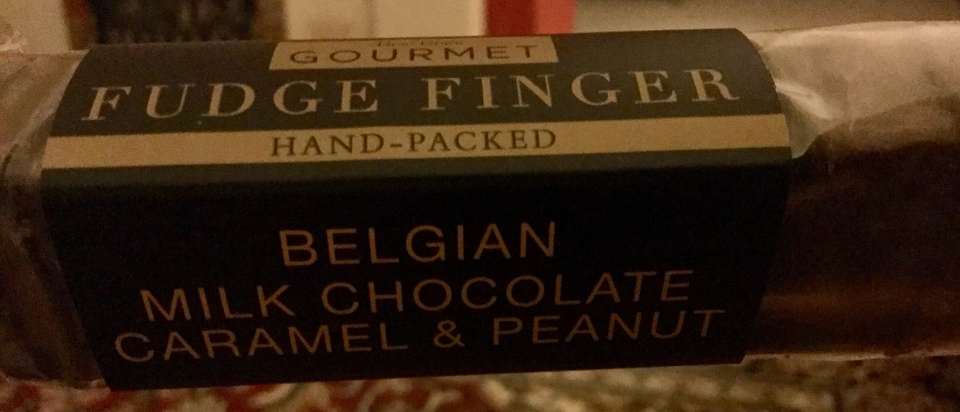 GOURMET
FUDGE FINGER
HAND-PACKED
BELGIAN
MILK CHOCOLATE
CARAMEL & PEANUT